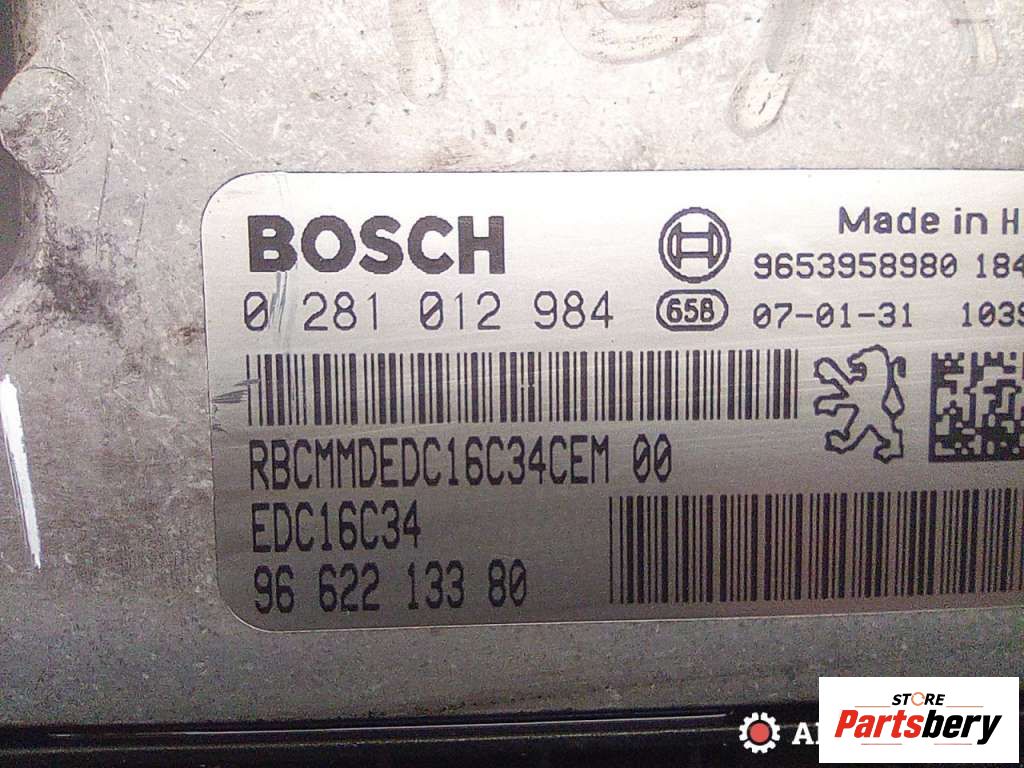 BOSCH
Made in H
9653958980 184
0 281 012 984
658
07-01-31 1039
RBCMMDEDC16C34CEM 00
EDC16C34
96 622 133 80
STORE
Partsbery